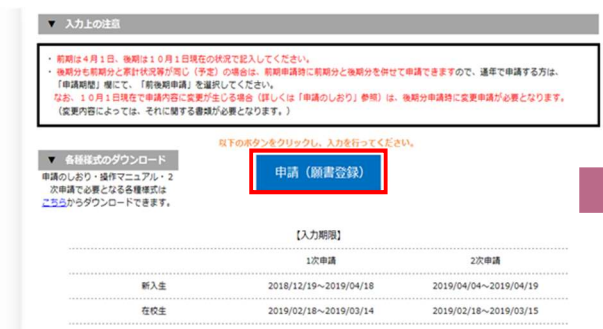 ▼ 入力上の注意
・ 前期は４月１日、後期は１０月１日現在の状況で記入してください。
・ 後期分も前期分と家計状況等が同じ（予定）の場合は、前期申請時に前期分と後期分を併せて申請できますので、通年で申請する方は、
「申請期間」欄にて、「前後期申請」を選択してください。
なお、１０月１日現在で申請内容に変更が生じる場合（詳しくは「申請のしおり」参照）は、後期分申請時に変更申請が必要となります。
（変更内容によっては、それに関する書類が必要となります。）
以下のボタンをクリックし、入力を行ってください。
▼ 各種様式のダウンロード
申請のしおり・操作マニュアル・２
次申請で必要となる各種様式は
こちらからダウンロードできます。
申請（願書登録）
【入力期限】
1次申請 2次申請
新入生 2018/12/19～2019/04/18 2019/04/04～2019/04/19
在校生 2019/02/18～2019/03/14 2019/02/18～2019/03/15